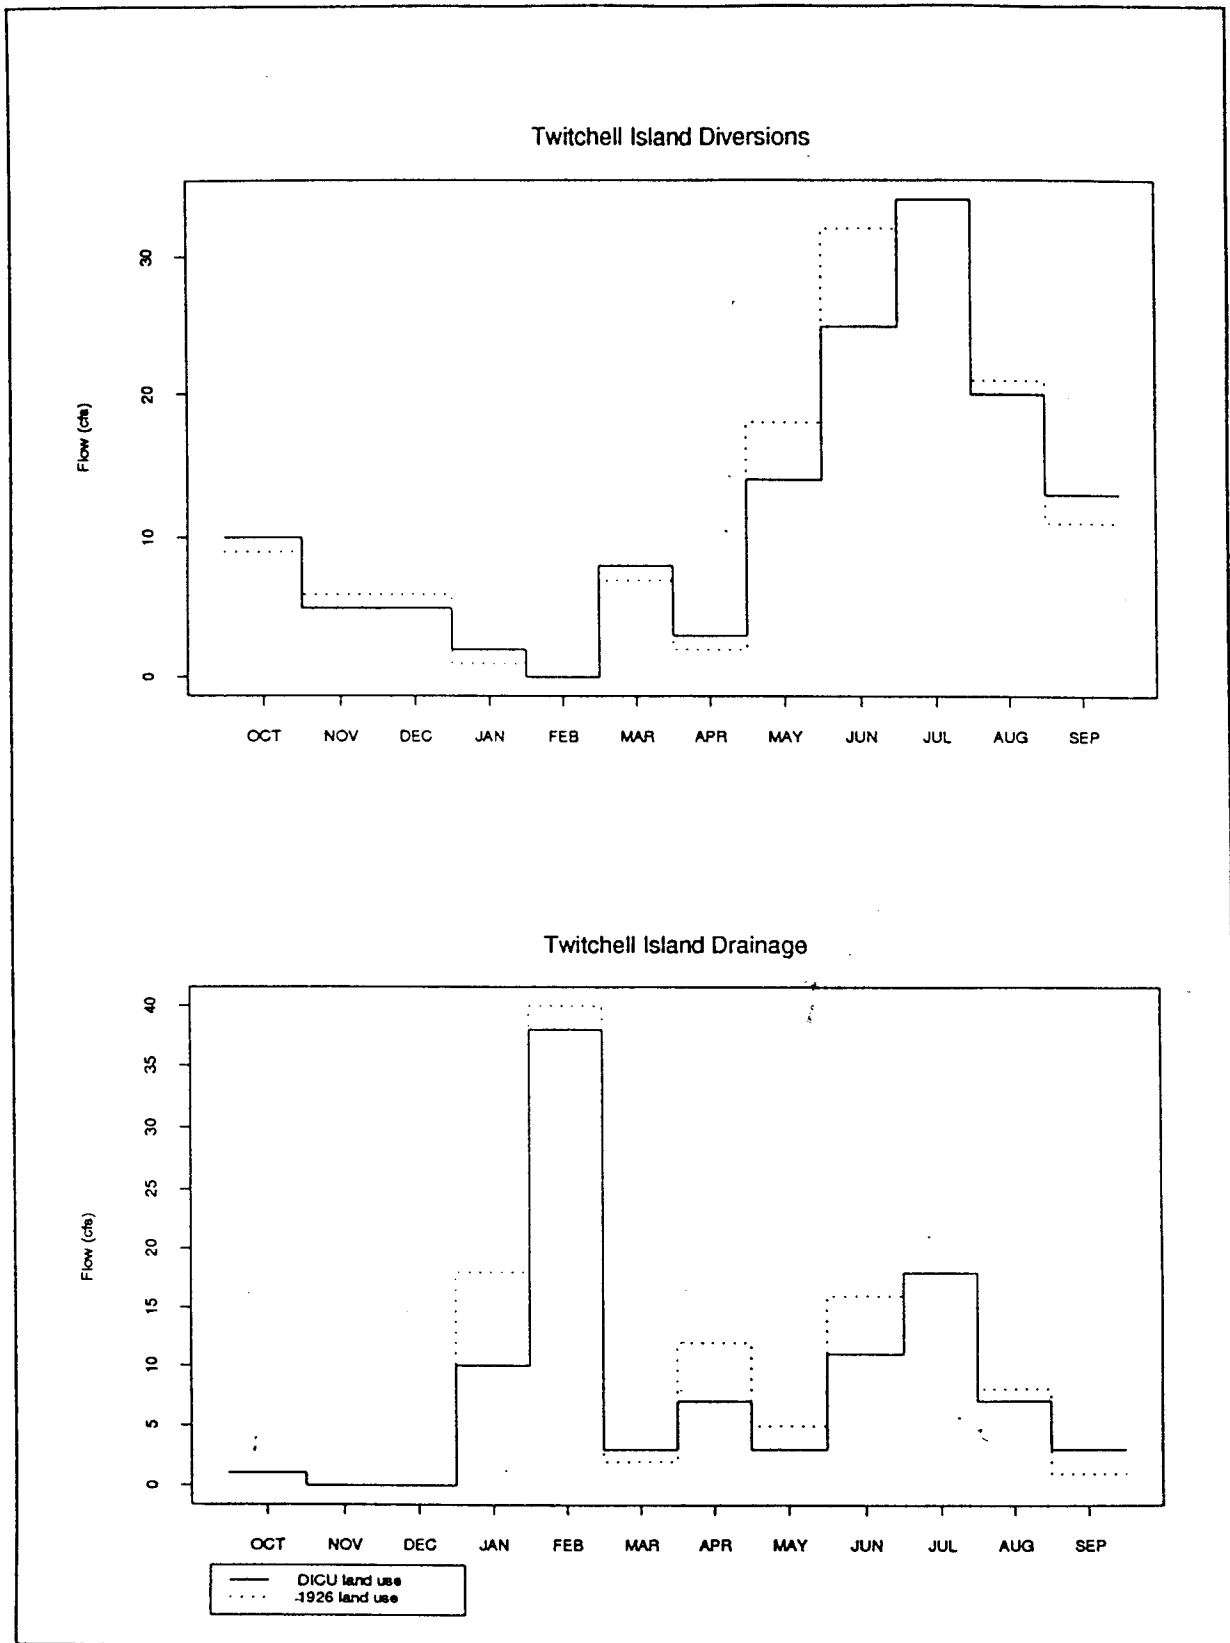 Twitchell Island Diversions
Flow (cfs)
30
20
10
0
OCT NOV DEC JAN FEB MAR APR MAY JUN JUL AUG SEP
Twitchell Island Drainage
Flow (cfs)
40
35
30
25
20
15
10
5
0
OCT NOV DEC JAN FEB MAR APR MAY JUN JUL AUG SEP
DICU land use
1926 land use